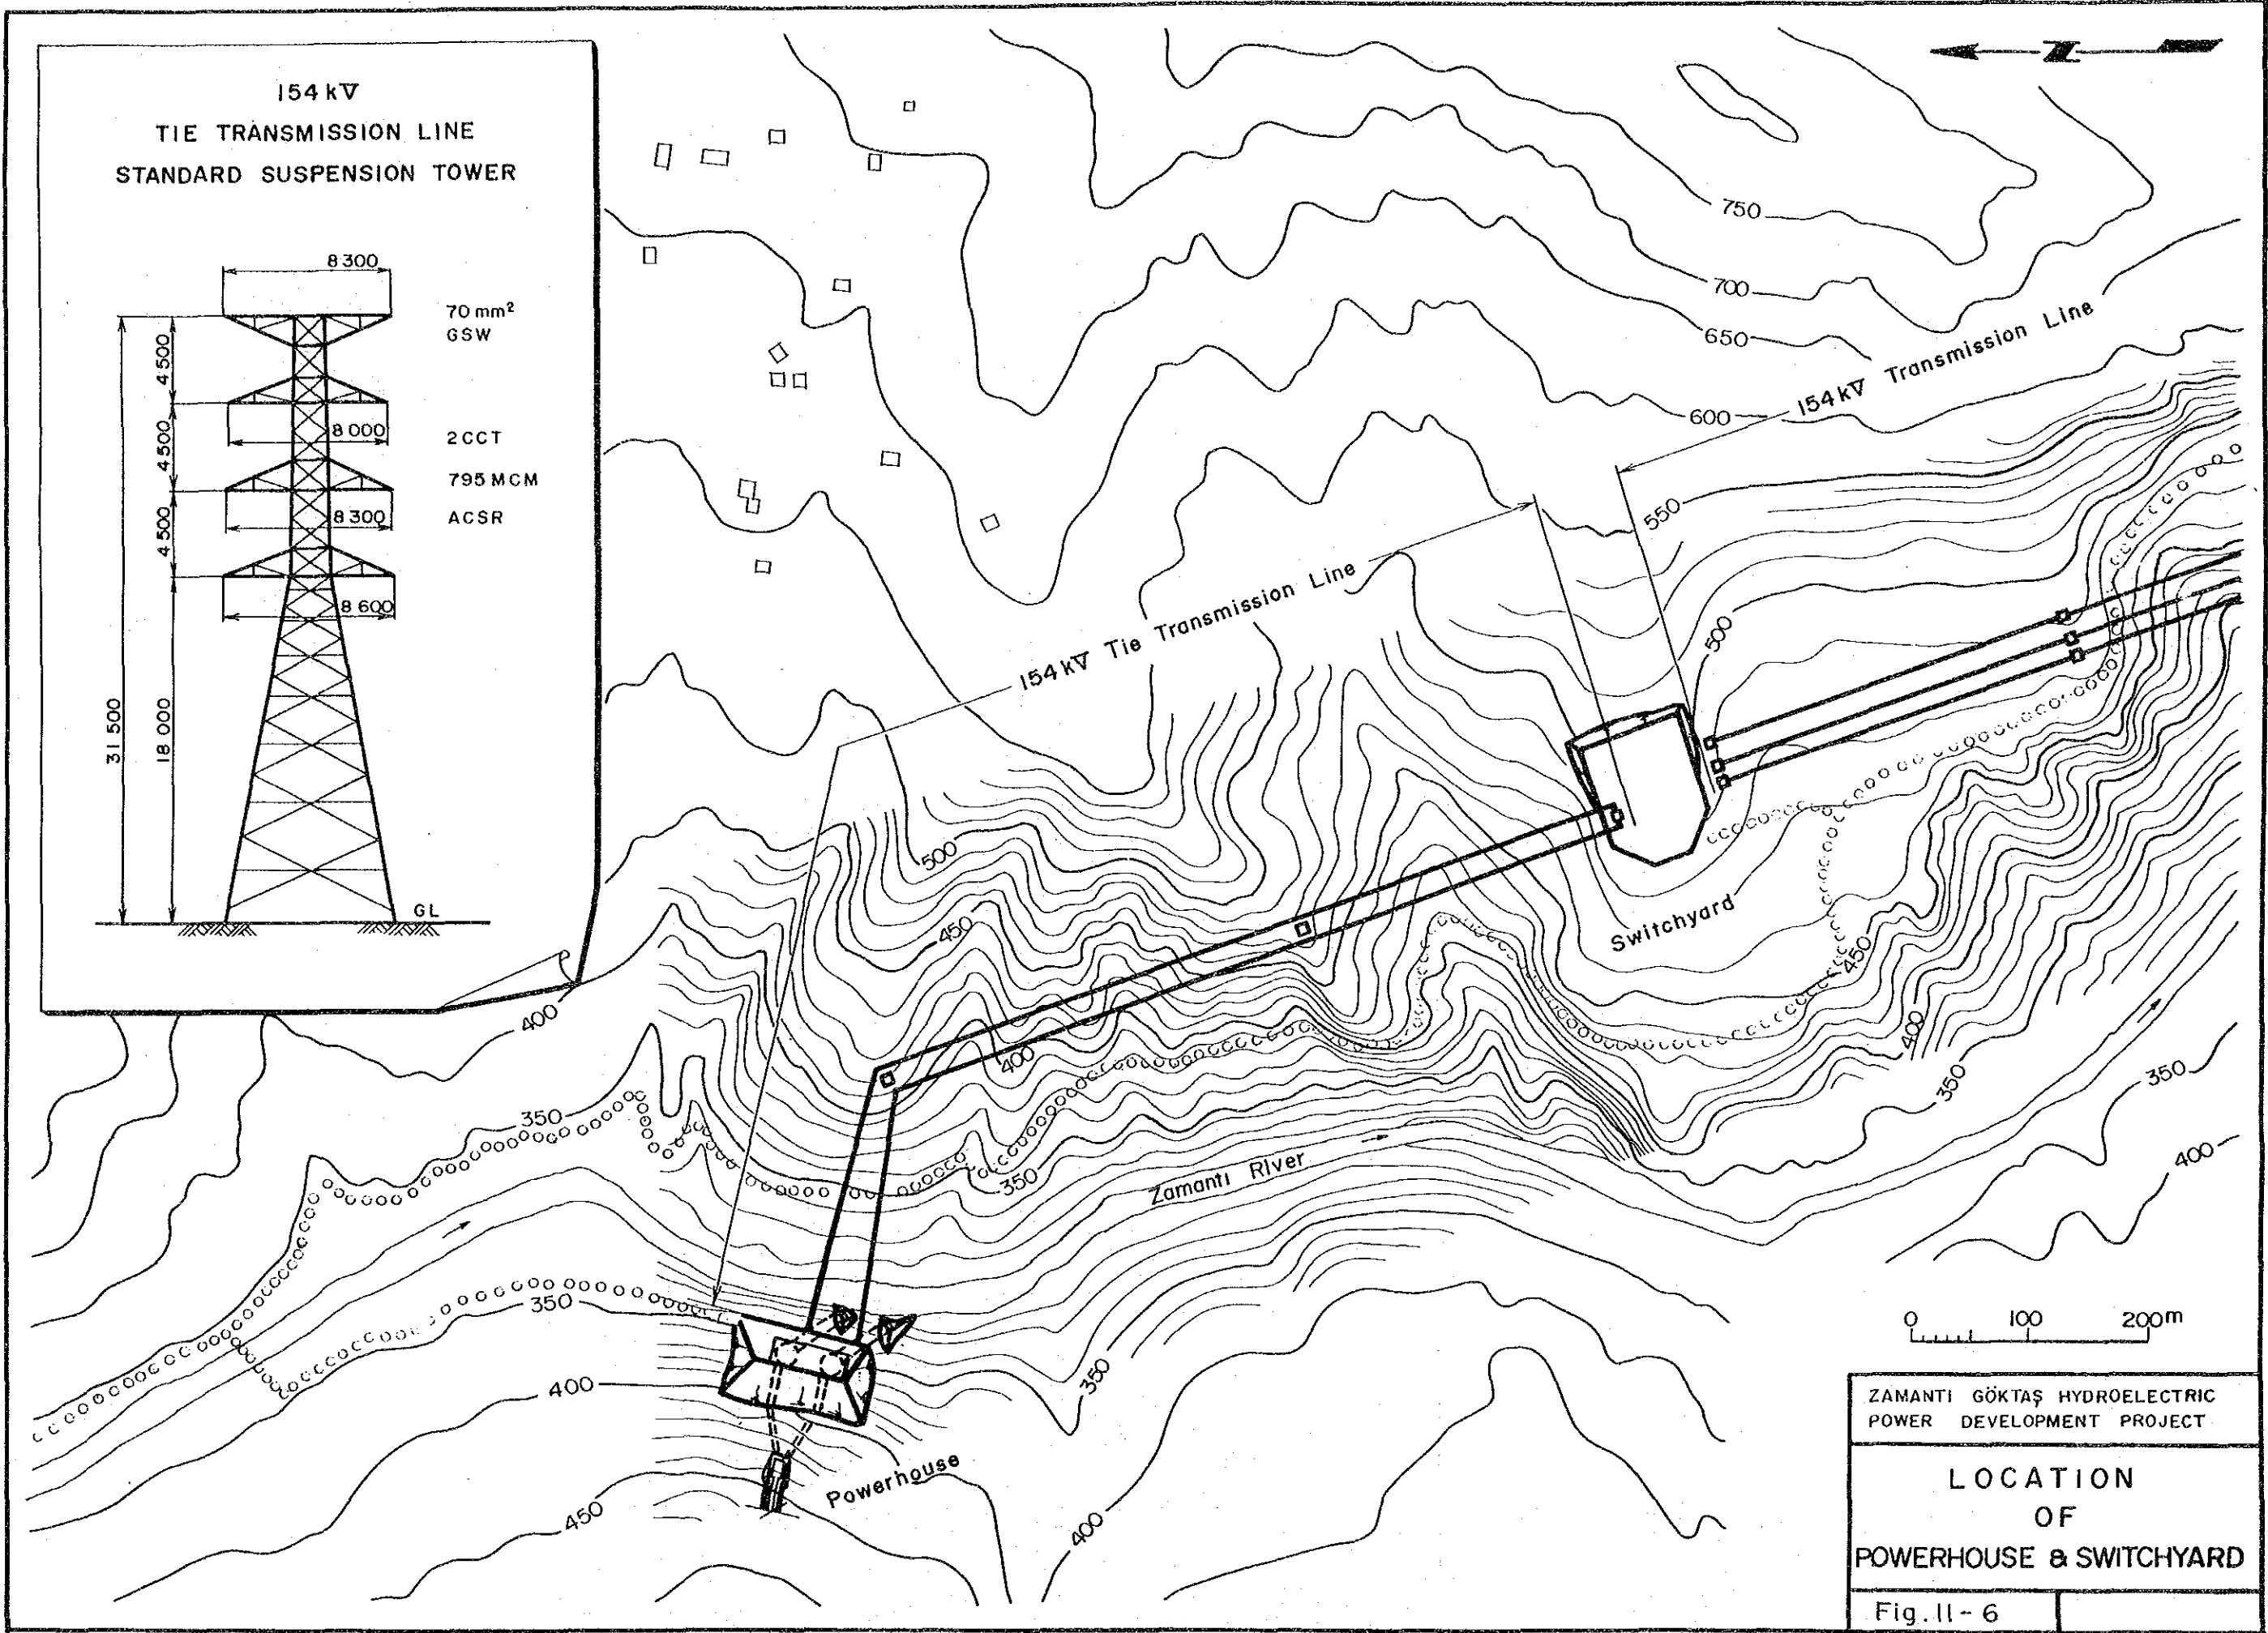 154 kV
TIE TRANSMISSION LINE
STANDARD SUSPENSION TOWER
8 300
70 mm²
GSW
4 500
8 000
2 CCT
4 500
795 MCM
8 300
ACSR
4 500
8 600
31 500
18 000
GL
N
750
700
650
154 kV Transmission Line
600
550
154 kV Tie Transmission Line
500
500
450
Switchyard
450
400
400
400
350
350
350
350
400
Zamantı River
350
400
350
450
Powerhouse
400
0 100 200m
ZAMANTI GÖKTAŞ HYDROELECTRIC
POWER DEVELOPMENT PROJECT
LOCATION
OF
POWERHOUSE & SWITCHYARD
Fig. 11-6